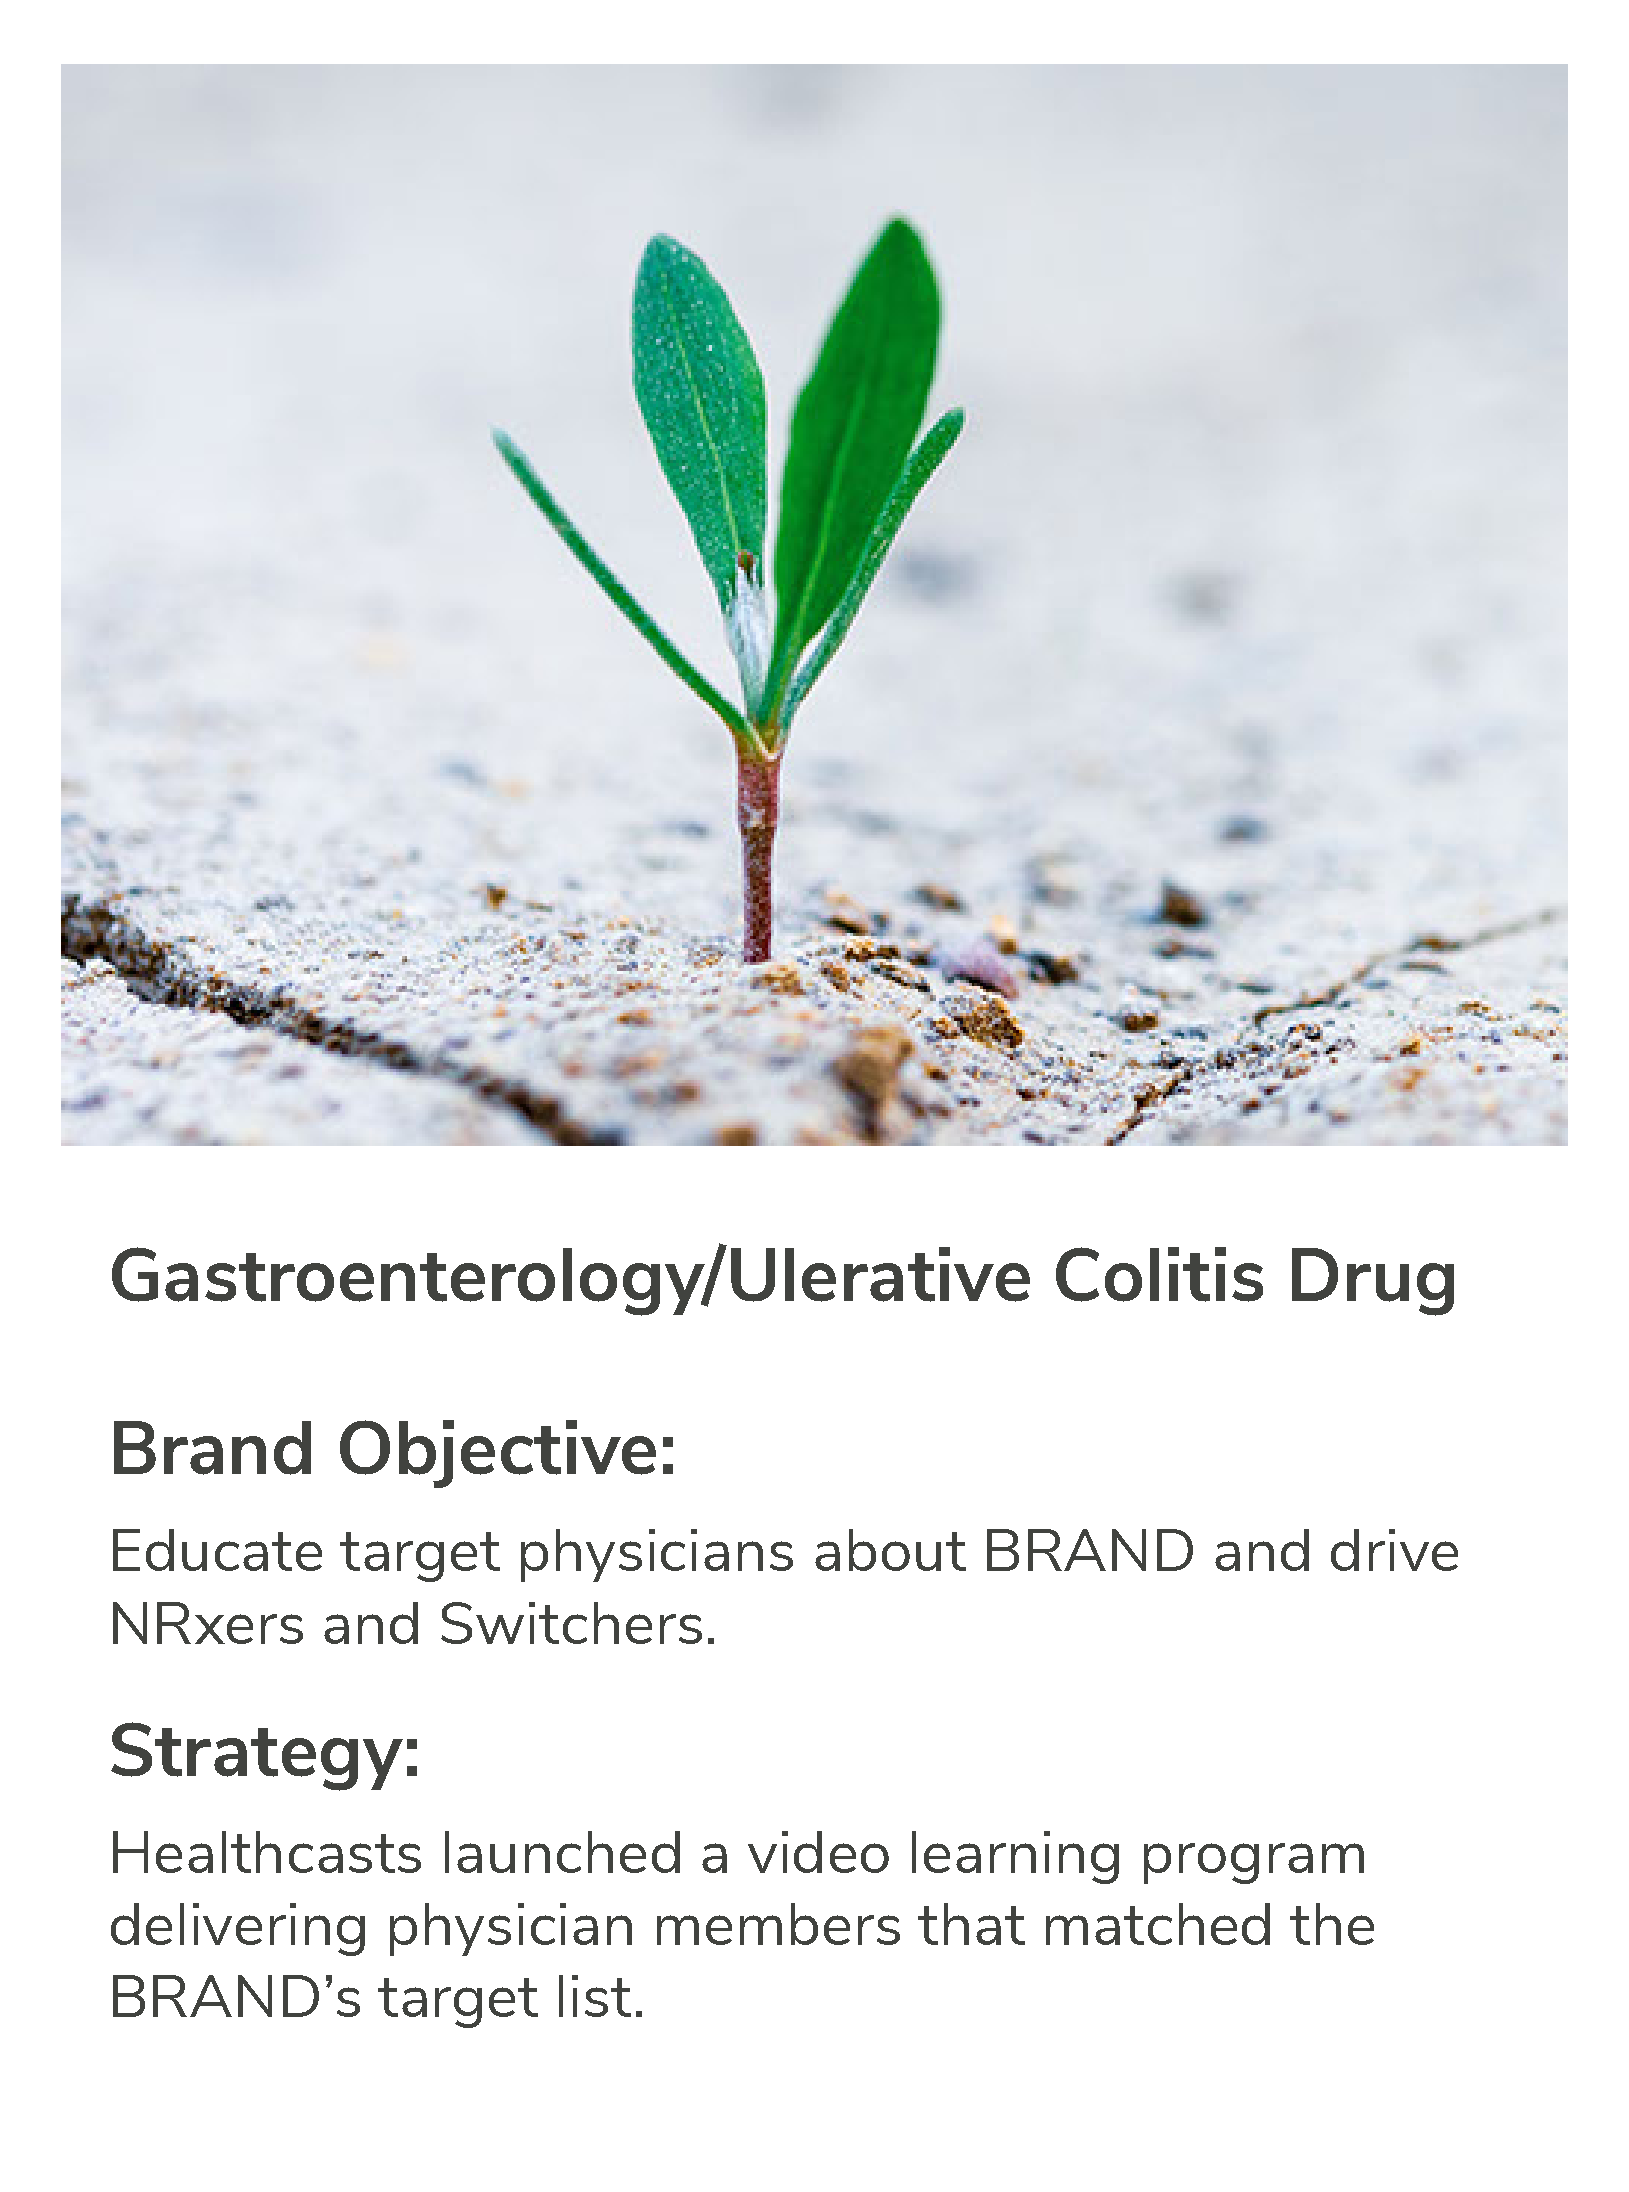 Gastroenterology/Ulerative Colitis Drug
Brand Objective:
Educate target physicians about BRAND and drive
NRxers and Switchers.
Strategy:
Healthcasts launched a video learning program
delivering physician members that matched the
BRAND’s target list.